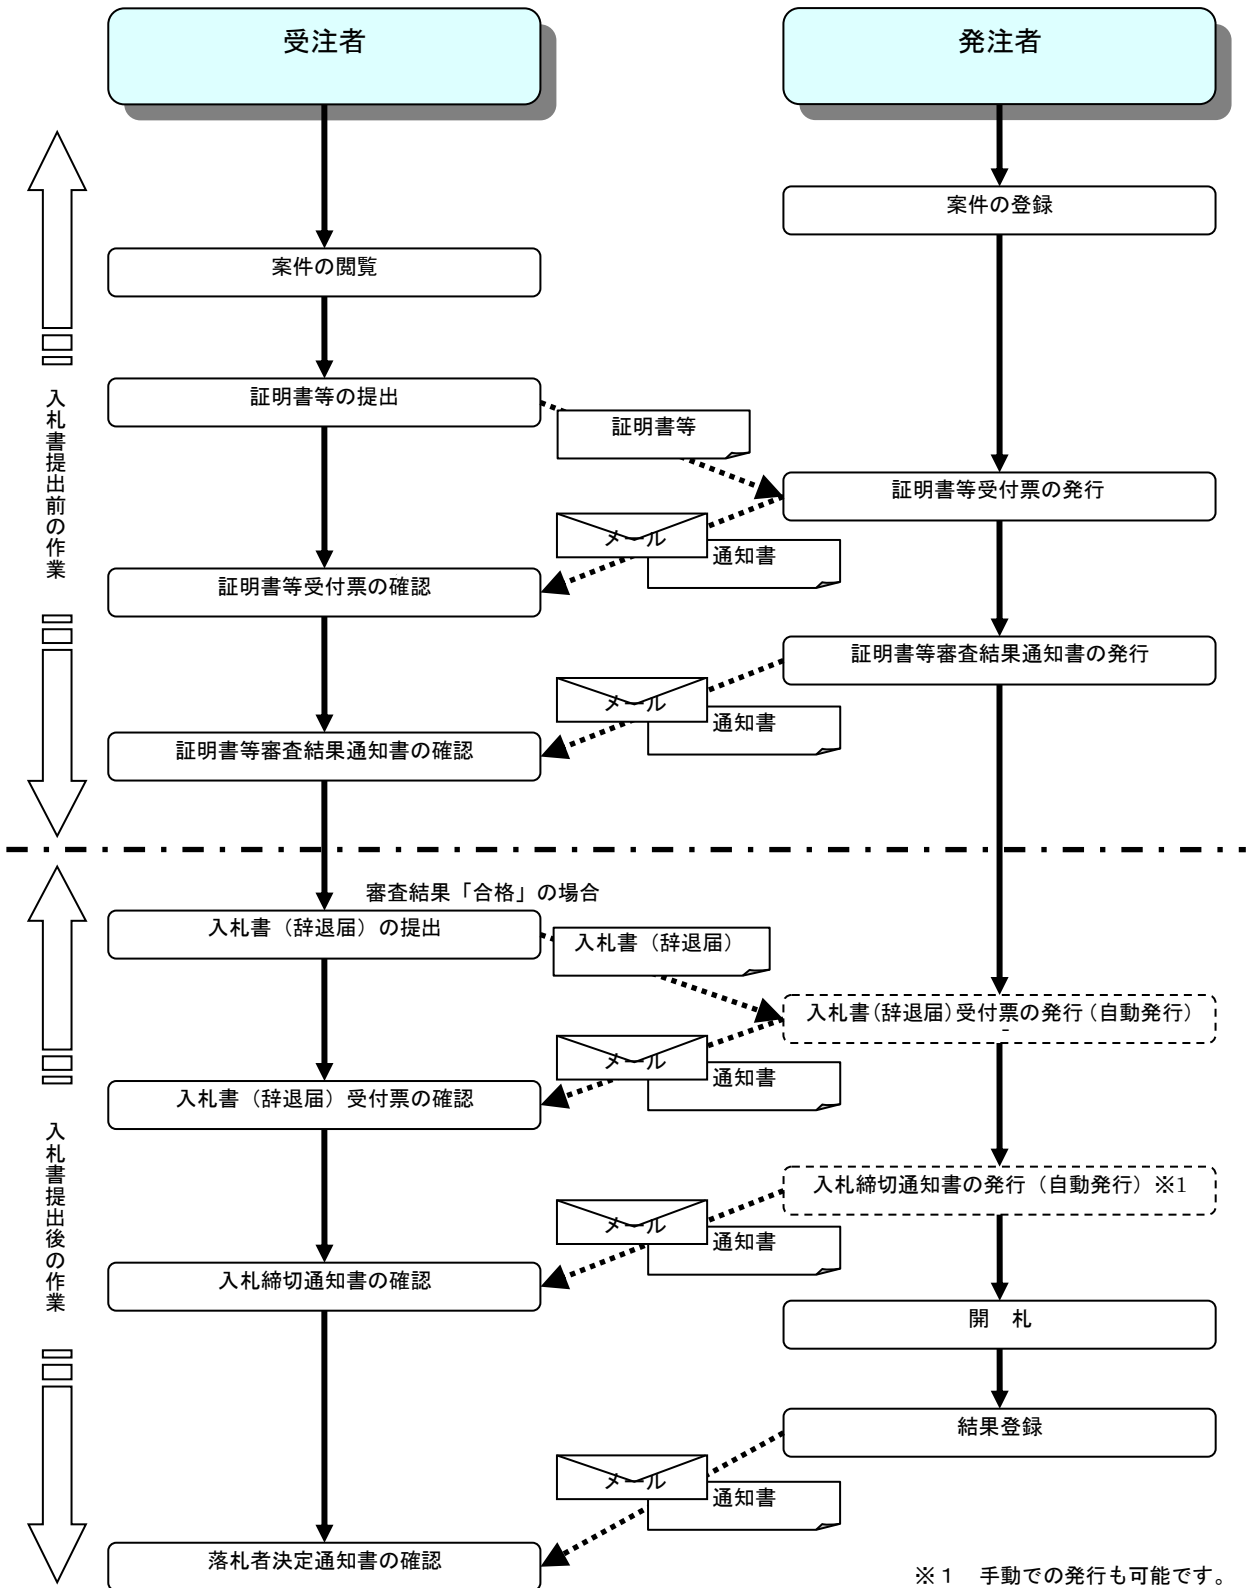 受注者
発注者
案件の登録
案件の閲覧
証明書等の提出
証明書等
証明書等受付票の発行
メール
通知書
証明書等受付票の確認
入札書提出前の作業
証明書等審査結果通知書の発行
メール
通知書
証明書等審査結果通知書の確認
審査結果「合格」の場合
入札書（辞退届）の提出
入札書（辞退届）
入札書（辞退届）受付票の発行（自動発行）
メール
通知書
入札書（辞退届）受付票の確認
入札書提出後の作業
入札締切通知書の発行（自動発行）※1
メール
通知書
入札締切通知書の確認
開　札
結果登録
メール
通知書
落札者決定通知書の確認
※１　手動での発行も可能です。